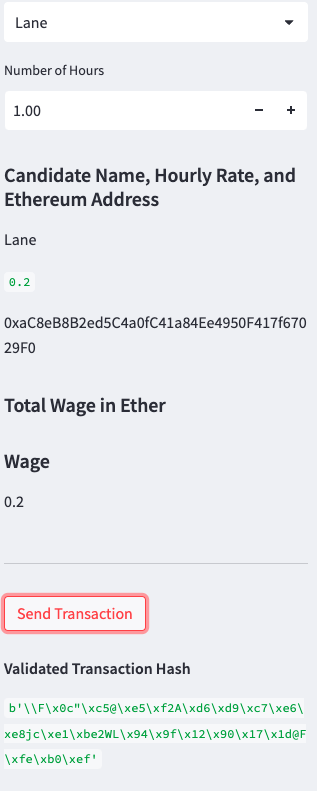 Lane
Number of Hours
1.00
Candidate Name, Hourly Rate, and
Ethereum Address
Lane
0.2
0xaC8eB8B2ed5C4a0fC41a84Ee4950F417f670
29F0
Total Wage in Ether
Wage
0.2
Send Transaction
Validated Transaction Hash
b'\\F\x0c"\xc5@\xe5\xf2A\xd6\xd9\xc7\xe6\
xe8jc\xe1\xbe2WL\x94\x9f\x12\x90\x17\x1d@F
\xfe\xb0\xef'